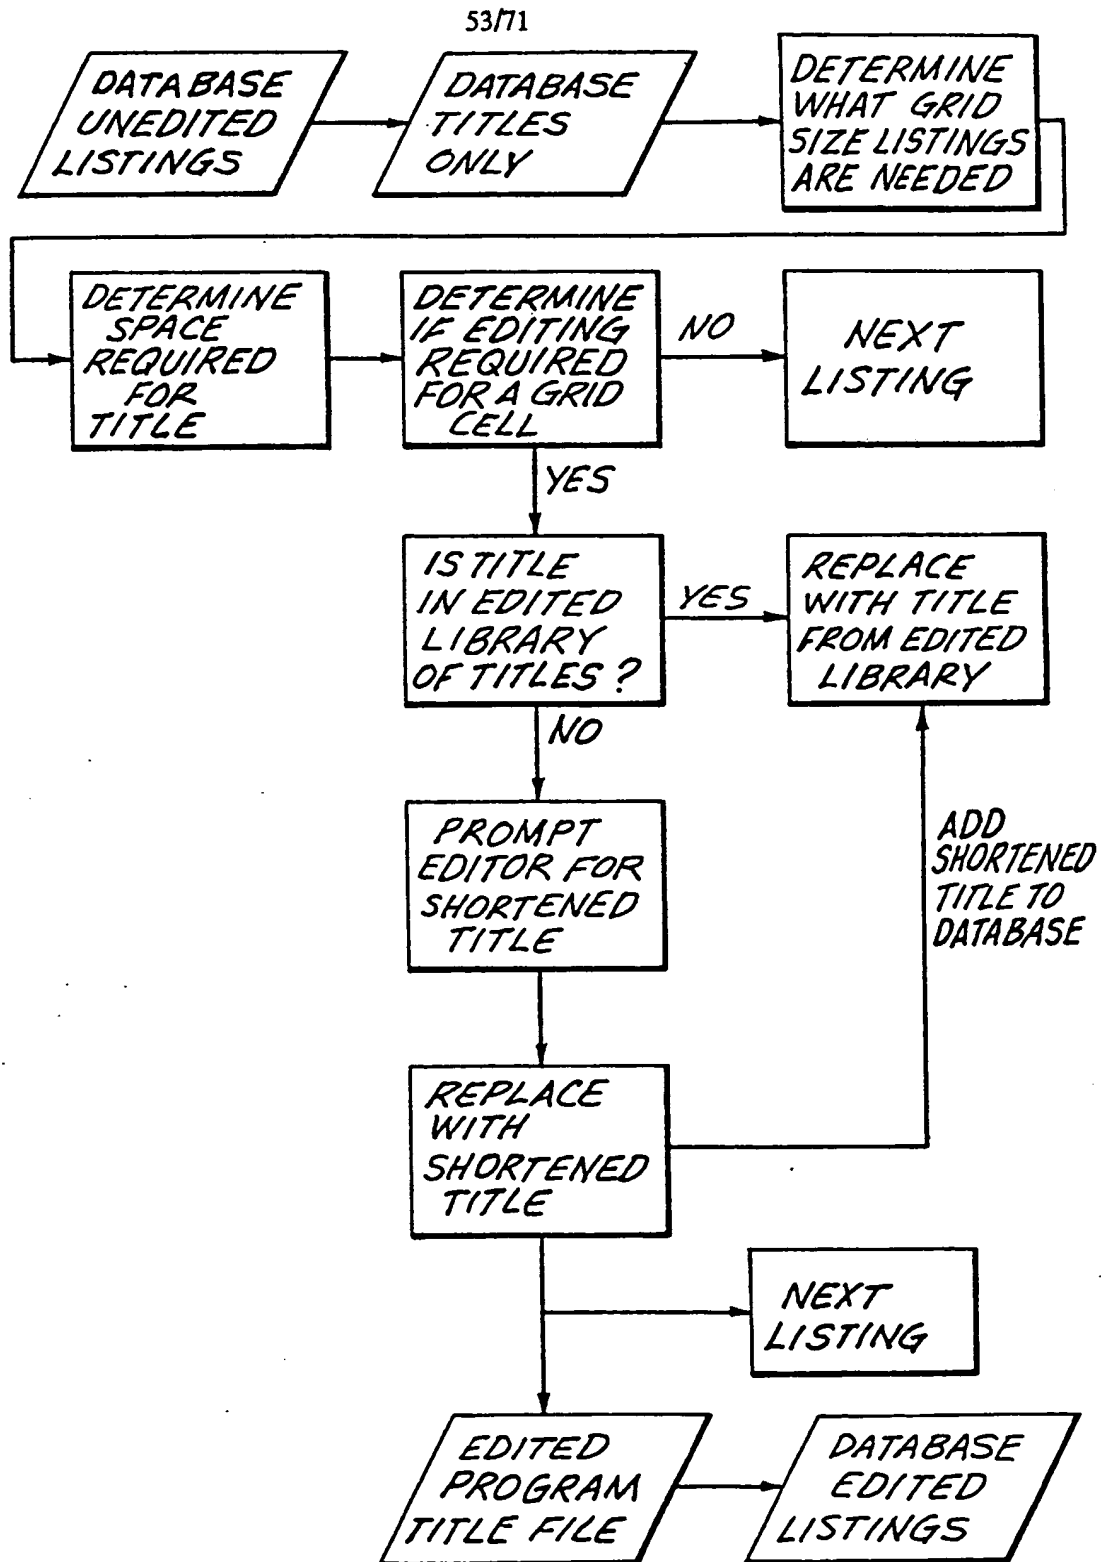 53/71
DATABASE
UNEDITED
LISTINGS
DATABASE
TITLES
ONLY
DETERMINE
WHAT GRID
SIZE LISTINGS
ARE NEEDED
DETERMINE
SPACE
REQUIRED
FOR
TITLE
DETERMINE
IF EDITING
REQUIRED
FOR A GRID
CELL
NO
NEXT
LISTING
YES
IS TITLE
IN EDITED
LIBRARY
OF TITLES ?
YES
REPLACE
WITH TITLE
FROM EDITED
LIBRARY
NO
PROMPT
EDITOR FOR
SHORTENED
TITLE
ADD
SHORTENED
TITLE TO
DATABASE
REPLACE
WITH
SHORTENED
TITLE
NEXT
LISTING
EDITED
PROGRAM
TITLE FILE
DATABASE
EDITED
LISTINGS